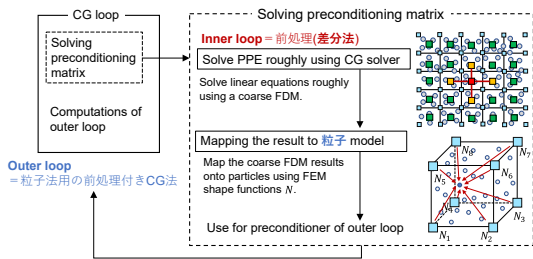 CG loop
Solving
preconditioning
matrix
Computations of
outer loop
Outer loop
＝粒子法用の前処理付きCG法
Solving preconditioning matrix
Inner loop＝前処理(差分法)
Solve PPE roughly using CG solver
Solve linear equations roughly
using a coarse FDM.
Mapping the result to 粒子 model
Map the coarse FDM results
onto particles using FEM
shape functions N.
Use for preconditioner of outer loop
N8
N7
N5
N6
N4
N3
N1
N2